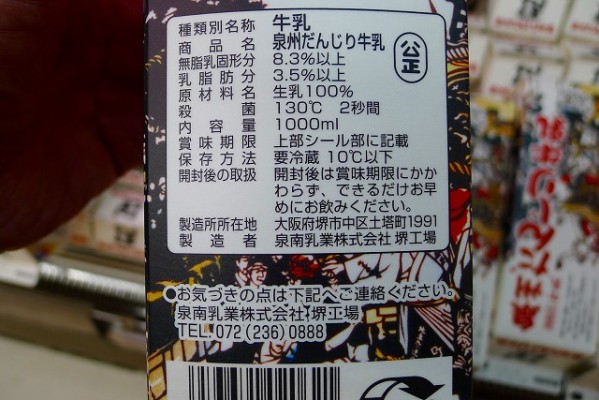 種類別名称 牛乳
商品名 泉州だんじり牛乳
公正
無脂乳固形分 8.3%以上
乳脂肪分 3.5%以上
原材料名 生乳100%
殺菌 130℃ 2秒間
内容量 1000ml
賞味期限 上部シール部に記載
保存方法 要冷蔵 10℃以下
開封後の取扱 開封後は賞味期限にかか
わらず、できるだけお早
めにお飲みください。
製造所所在地 大阪府堺市中区土塔町1991
製造者 泉南乳業株式会社 堺工場
●お気づきの点は下記へご連絡ください。
泉南乳業株式会社 堺工場
TEL 072(236)0888
泉州だんじり牛乳